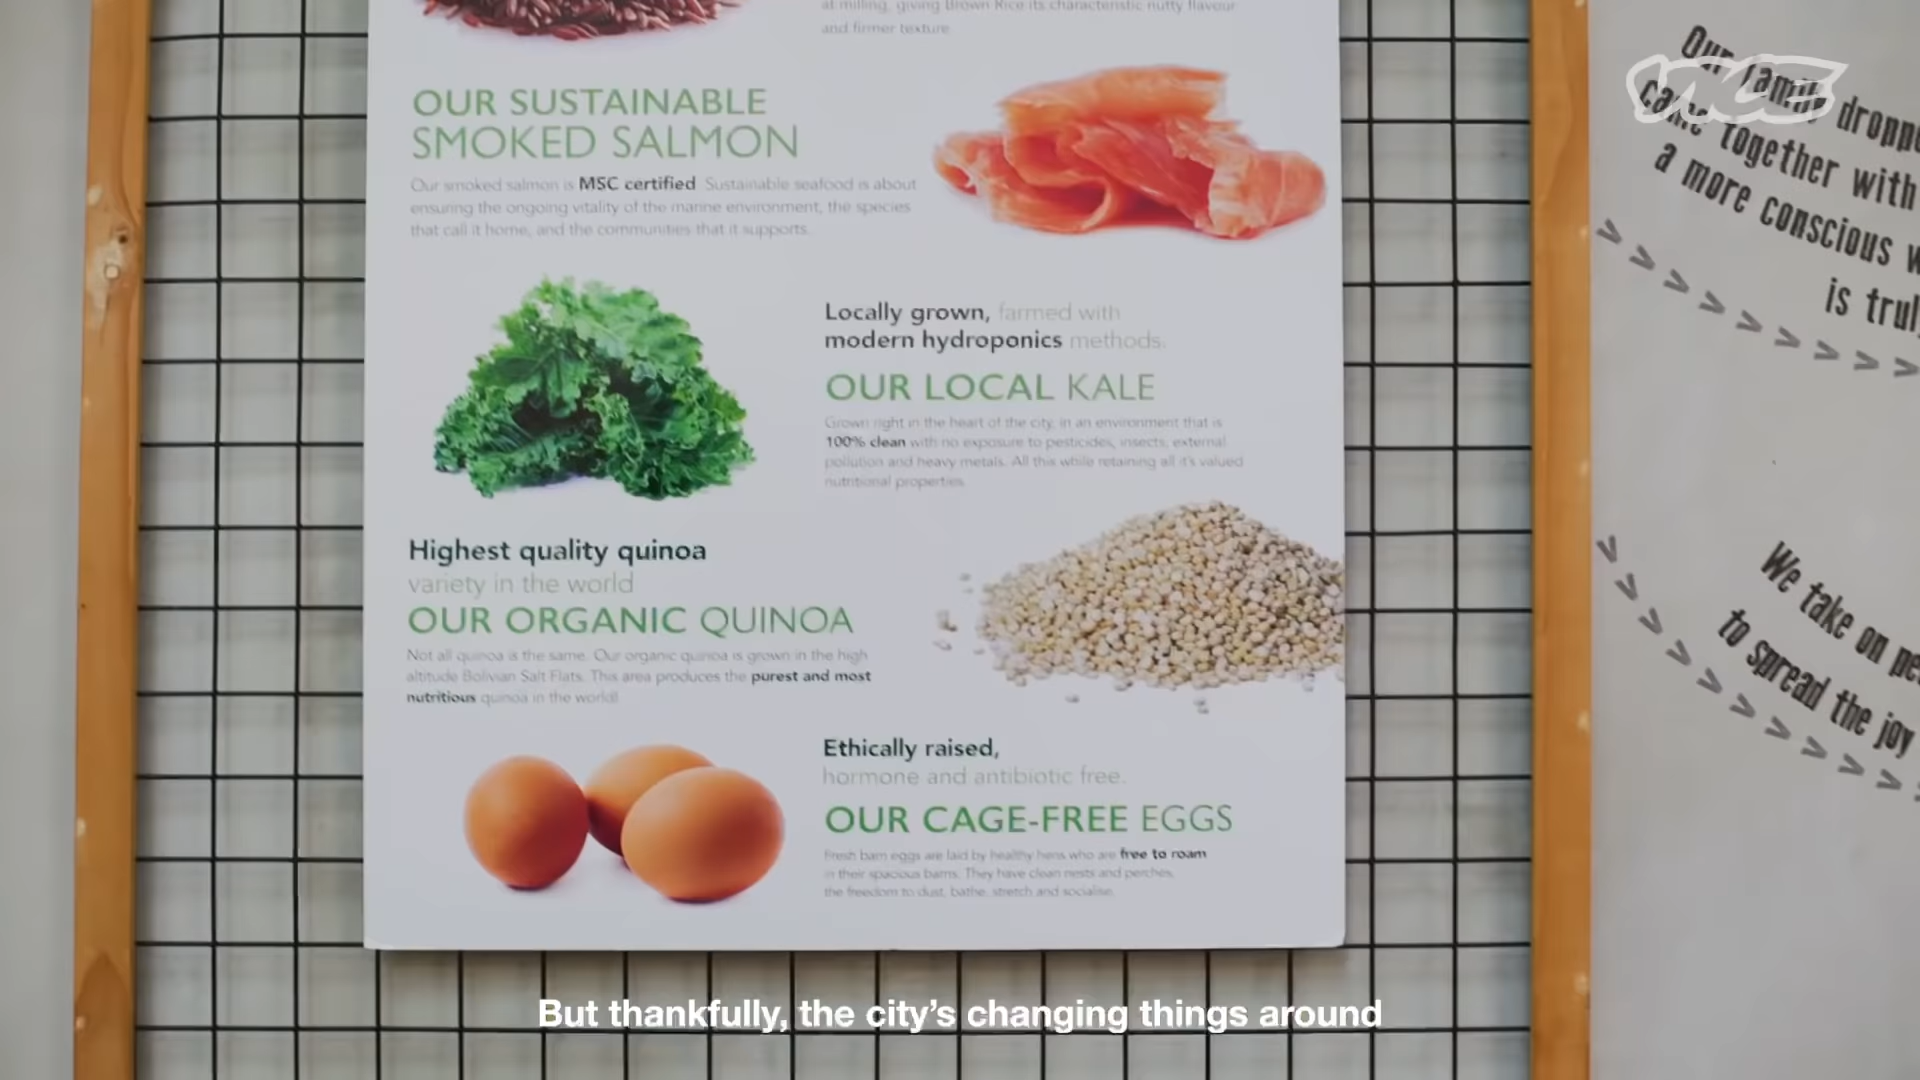 at milling, giving Brown Rice its characteristic nutty flavour
and firmer texture
OUR SUSTAINABLE
SMOKED SALMON
Our smoked salmon is MSC certified. Sustainable seafood is about
ensuring the ongoing vitality of the marine environment, the species
that call it home, and the communities that it supports.
Locally grown, farmed with
modern hydroponics methods.
OUR LOCAL KALE
Grown right in the heart of the city, in an environment that is
100% clean with no exposure to pesticides, insects, external
pollution and heavy metals. All this while retaining all it's valued
nutritional properties.
Highest quality quinoa
variety in the world
OUR ORGANIC QUINOA
Not all quinoa is the same. Our organic quinoa is grown in the high
altitude Bolivian Salt Flats. This area produces the purest and most
nutritious quinoa in the world!
Ethically raised,
hormone and antibiotic free.
OUR CAGE-FREE EGGS
Fresh barn eggs are laid by healthy hens who are free to roam
in their spacious barns. They have clean nests and perches,
the freedom to dust, bathe, stretch and socialise.
VICE
Our
came together with
a more conscious
is
We take on
to spread the joy
But thankfully, the city's changing things around